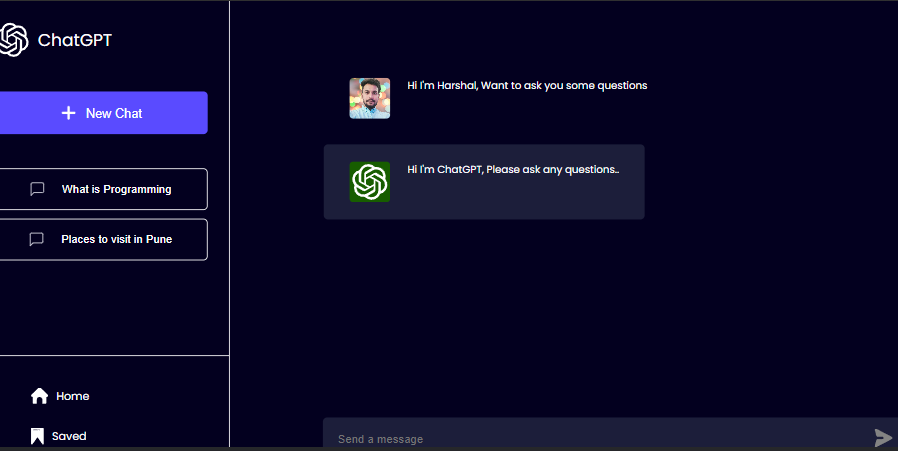 ChatGPT
New Chat
What is Programming
Places to visit in Pune
Home
Saved
Hi I'm Harshal, Want to ask you some questions
Hi I'm ChatGPT, Please ask any questions..
Send a message